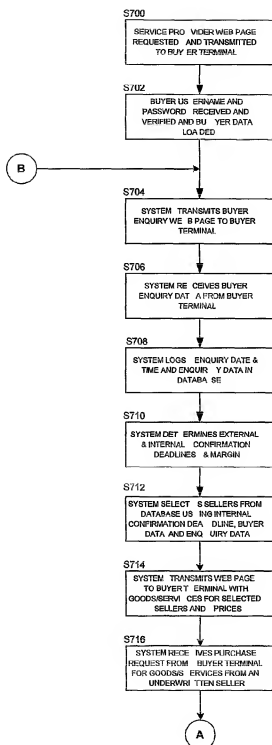 S700
SERVICE PRO VIDER WEB PAGE
REQUESTED AND TRANSMITTED
TO BUY ER TERMINAL
S702
BUYER US ERNAME AND
PASSWORD RECEIVED AND
VERIFIED AND BU YER DATA
LOA DED
B
S704
SYSTEM TRANSMITS BUYER
ENQUIRY WE B PAGE TO BUYER
TERMINAL
S706
SYSTEM RE CEIVES BUYER
ENQUIRY DAT A FROM BUYER
TERMINAL
S708
SYSTEM LOGS ENQUIRY DATE &
TIME AND ENQUIR Y DATA IN
DATABA SE
S710
SYSTEM DET ERMINES EXTERNAL
& INTERNAL CONFIRMATION
DEADLINES & MARGIN
S712
SYSTEM SELECT S SELLERS FROM
DATABASE US ING INTERNAL
CONFIRMATION DEA DLINE, BUYER
DATA AND ENQ UIRY DATA
S714
SYSTEM TRANSMITS WEB PAGE
TO BUYER T ERMINAL WITH
GOODS/SERVI CES FOR SELECTED
SELLERS AND PRICES
S716
SYSTEM RECE IVES PURCHASE
REQUEST FROM BUYER TERMINAL
FOR GOODS/S ERVICES FROM AN
UNDERWRI TTEN SELLER
A